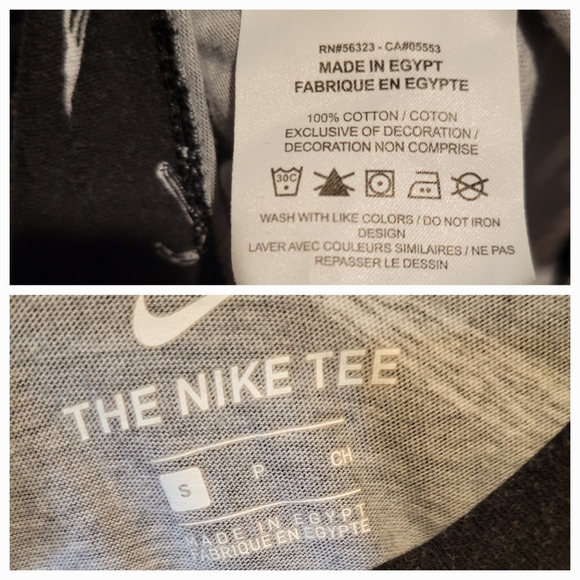 RN#56323 - CA#05553
MADE IN EGYPT
FABRIQUE EN EGYPTE
100% COTTON / COTON
EXCLUSIVE OF DECORATION /
DECORATION NON COMPRISE
30C
WASH WITH LIKE COLORS / DO NOT IRON
DESIGN
LAVER AVEC COULEURS SIMILAIRES / NE PAS
REPASSER LE DESSIN
THE NIKE TEE
S P CH
MADE IN EGYPT
FABRIQUE EN EGYPTE